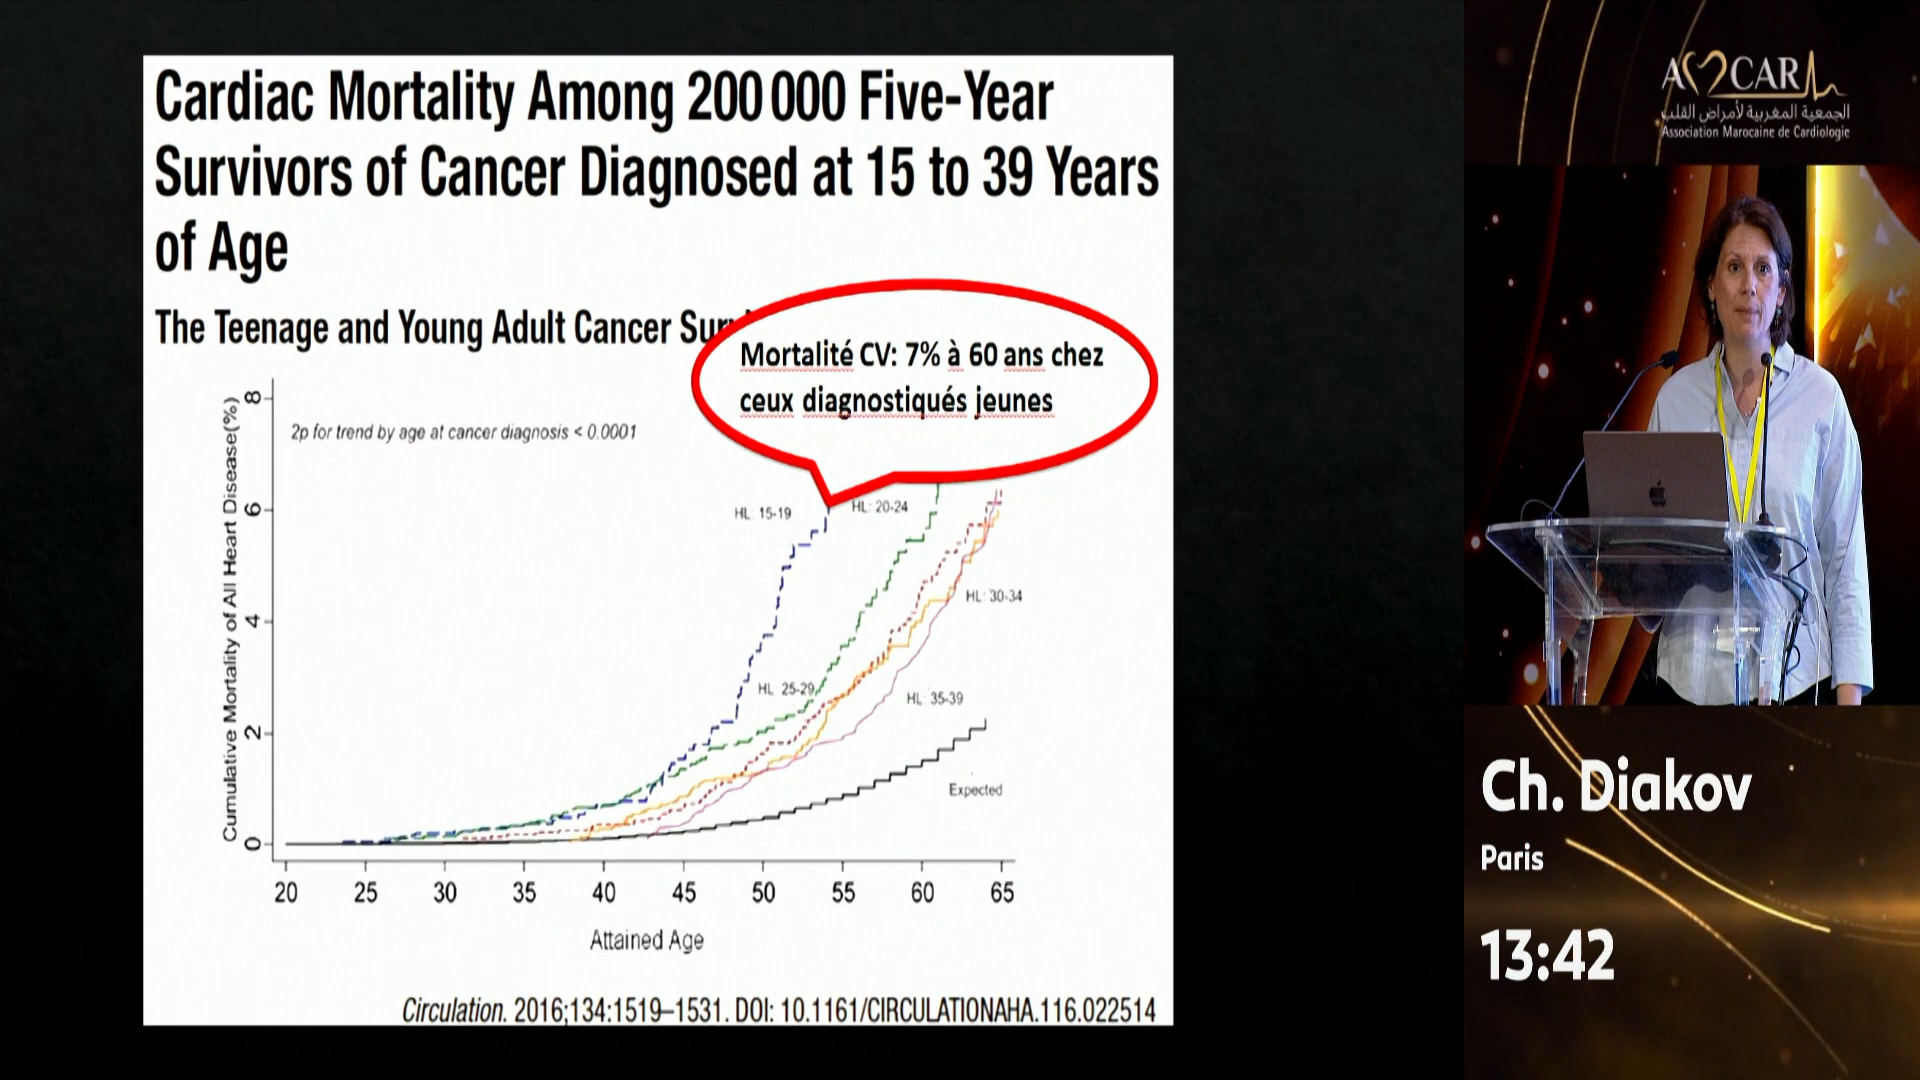 Cardiac Mortality Among 200 000 Five-Year
Survivors of Cancer Diagnosed at 15 to 39 Years
of Age
The Teenage and Young Adult Cancer
Mortalité CV: 7% à 60 ans chez
ceux diagnostiqués jeunes
2p for trend by age at cancer diagnosis < 0.0001
Cumulative Mortality of All Heart Disease(%)
8
6
4
2
0
HL: 15-19
HL: 20-24
HL: 30-34
HL: 25-29
HL: 35-39
Expected
20 25 30 35 40 45 50 55 60 65
Attained Age
Circulation. 2016;134:1519–1531. DOI: 10.1161/CIRCULATIONAHA.116.022514
AMCAR
الجمعية المغربية لأمراض القلب
Association Marocaine de Cardiologie
Ch. Diakov
Paris
13:42